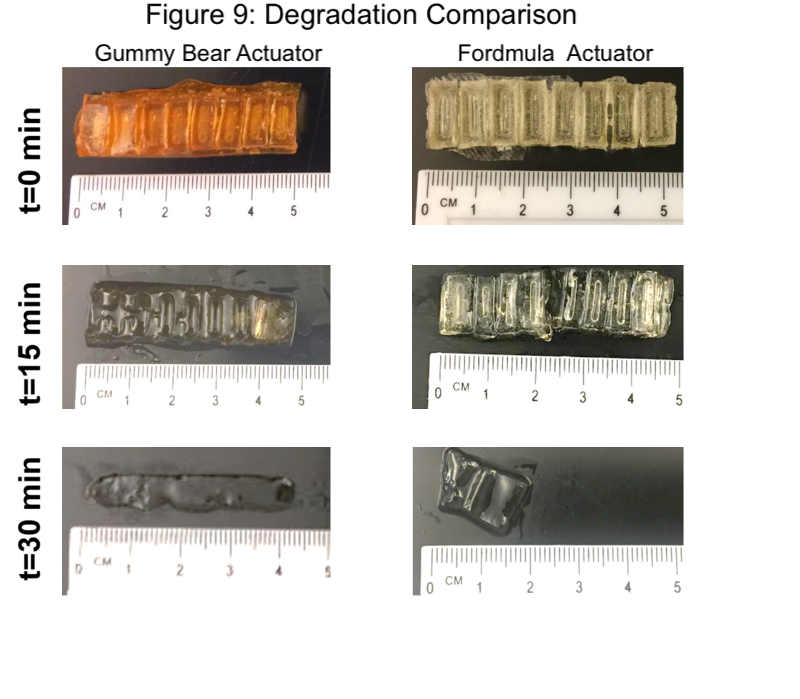 Figure 9: Degradation Comparison
Gummy Bear Actuator
Fordmula Actuator
t=0 min
0 CM 1 2 3 4 5
0 CM 1 2 3 4 5
t=15 min
0 CM 1 2 3 4 5
0 CM 1 2 3 4 5
t=30 min
0 CM 1 2 3 4 5
0 CM 1 2 3 4 5